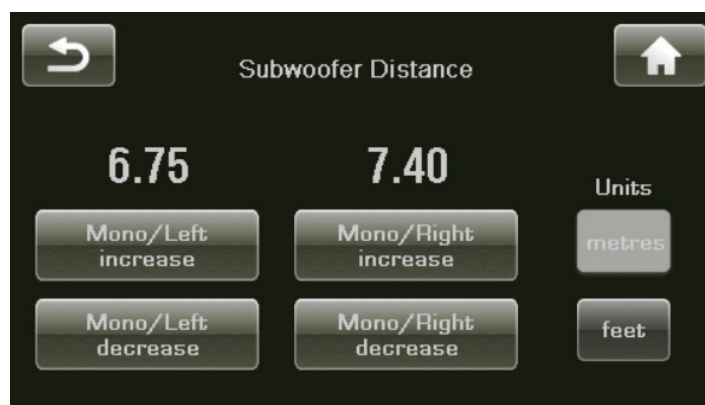 Subwoofer Distance
6.75
7.40
Units
Mono/Left
increase
Mono/Right
increase
metres
Mono/Left
decrease
Mono/Right
decrease
feet